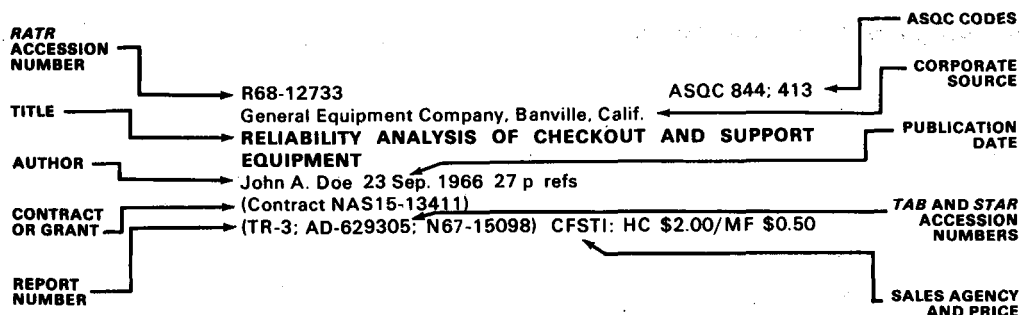 RATR
ACCESSION
NUMBER
ASQC CODES
R68-12733 ASQC 844; 413
CORPORATE
SOURCE
General Equipment Company, Banville, Calif.
TITLE
RELIABILITY ANALYSIS OF CHECKOUT AND SUPPORT
EQUIPMENT
PUBLICATION
DATE
AUTHOR
John A. Doe 23 Sep. 1966 27 p refs
CONTRACT
OR GRANT
(Contract NAS15-13411)
(TR-3; AD-629305; N67-15098) CFSTI: HC $2.00/MF $0.50
TAB AND STAR
ACCESSION
NUMBERS
REPORT
NUMBER
SALES AGENCY
AND PRICE